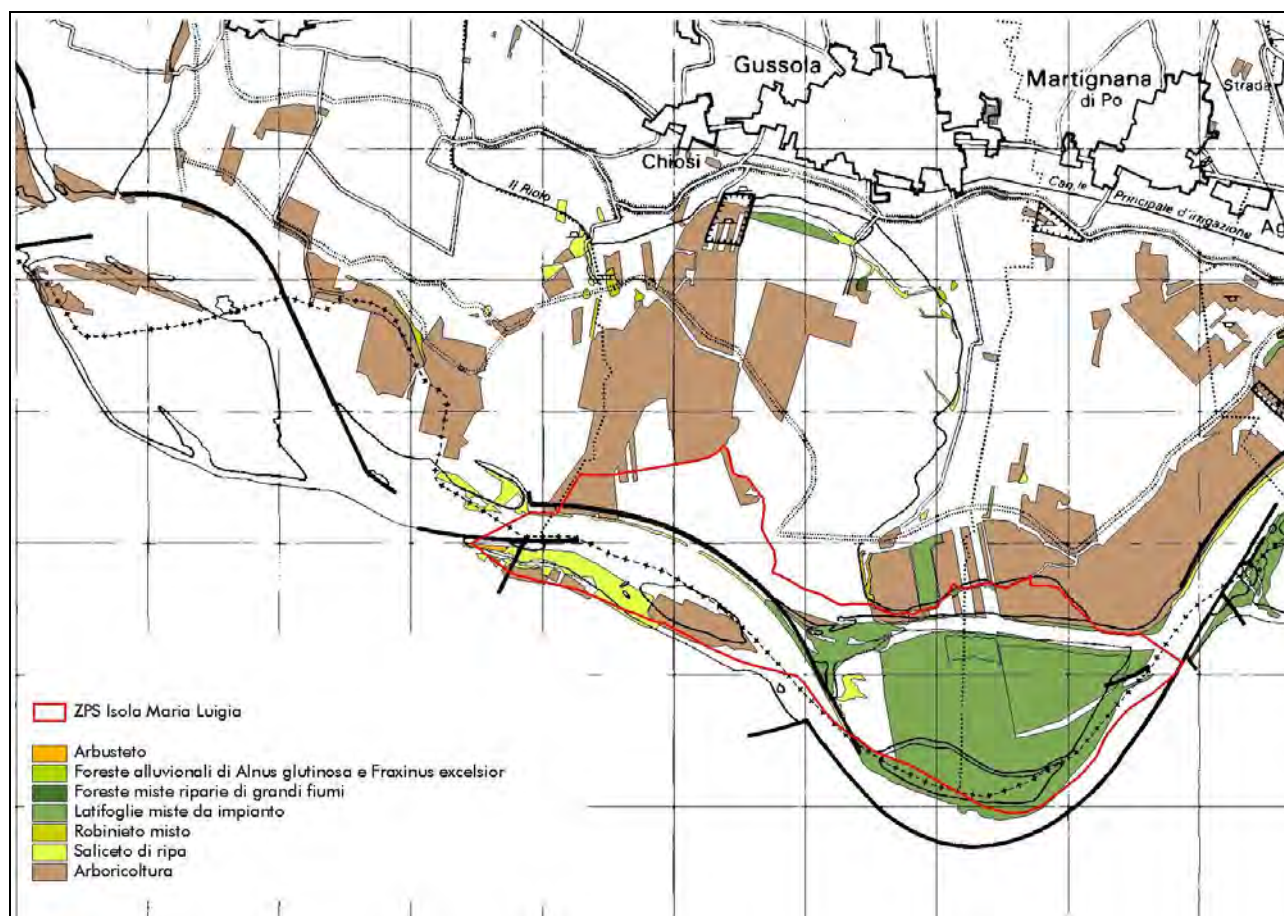 Gussola
Martignana
di Po
Strada
Chiosi
Il Riolo
Can.le Principale d'irrigazione
Ag
ZPS Isola Maria Luigia
Arbusteto
Foreste alluvionali di Alnus glutinosa e Fraxinus excelsior
Foreste miste riparie di grandi fiumi
Latifoglie miste da impianto
Robinieto misto
Saliceto di ripa
Arboricoltura